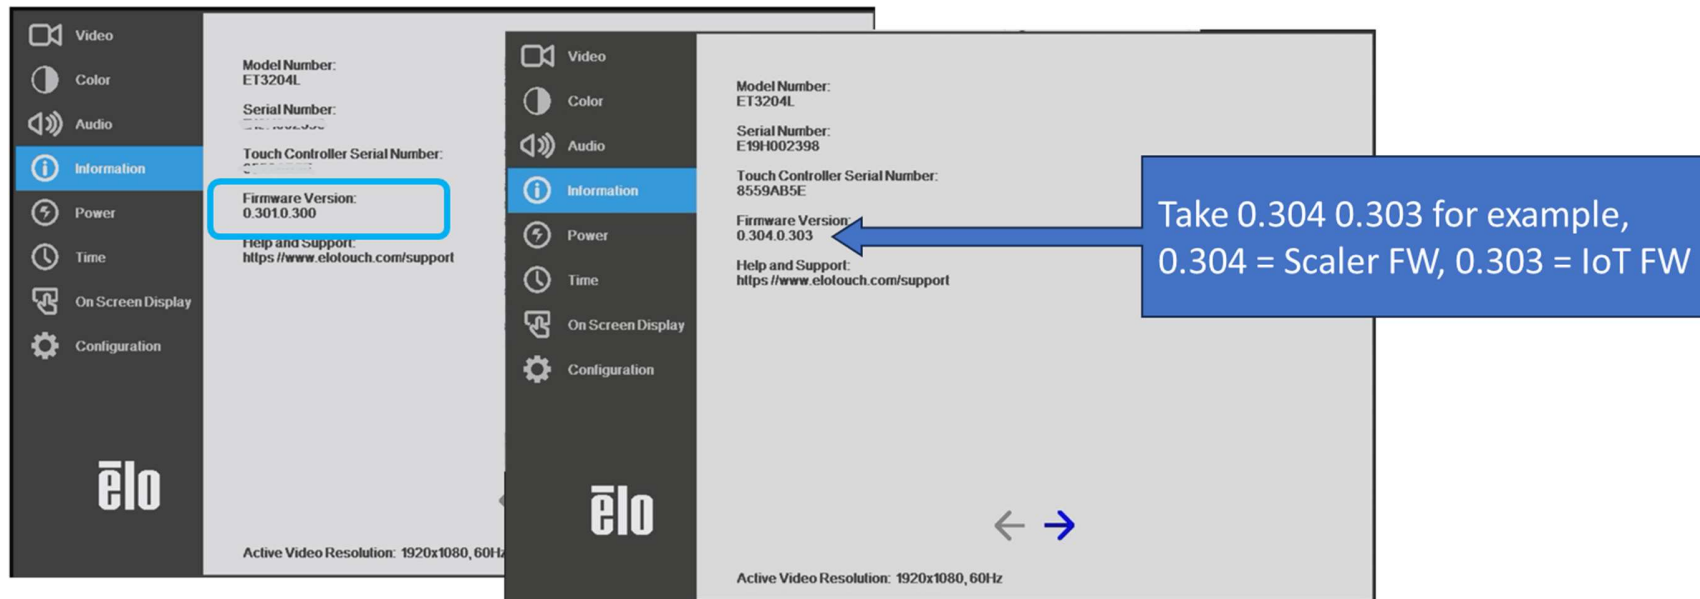 Video
Color
Audio
Information
Power
Time
On Screen Display
Configuration
ēlo
Model Number:
ET3204L
Serial Number:
Touch Controller Serial Number:
Firmware Version:
0.301.0.300
Help and Support:
https://www.elotouch.com/support
Active Video Resolution: 1920x1080, 60Hz
Video
Color
Audio
Information
Power
Time
On Screen Display
Configuration
ēlo
Model Number:
ET3204L
Serial Number:
E19H002398
Touch Controller Serial Number:
8559AB5E
Firmware Version:
0.304.0.303
Help and Support:
https://www.elotouch.com/support
Active Video Resolution: 1920x1080, 60Hz
Take 0.304 0.303 for example,
0.304 = Scaler FW, 0.303 = IoT FW